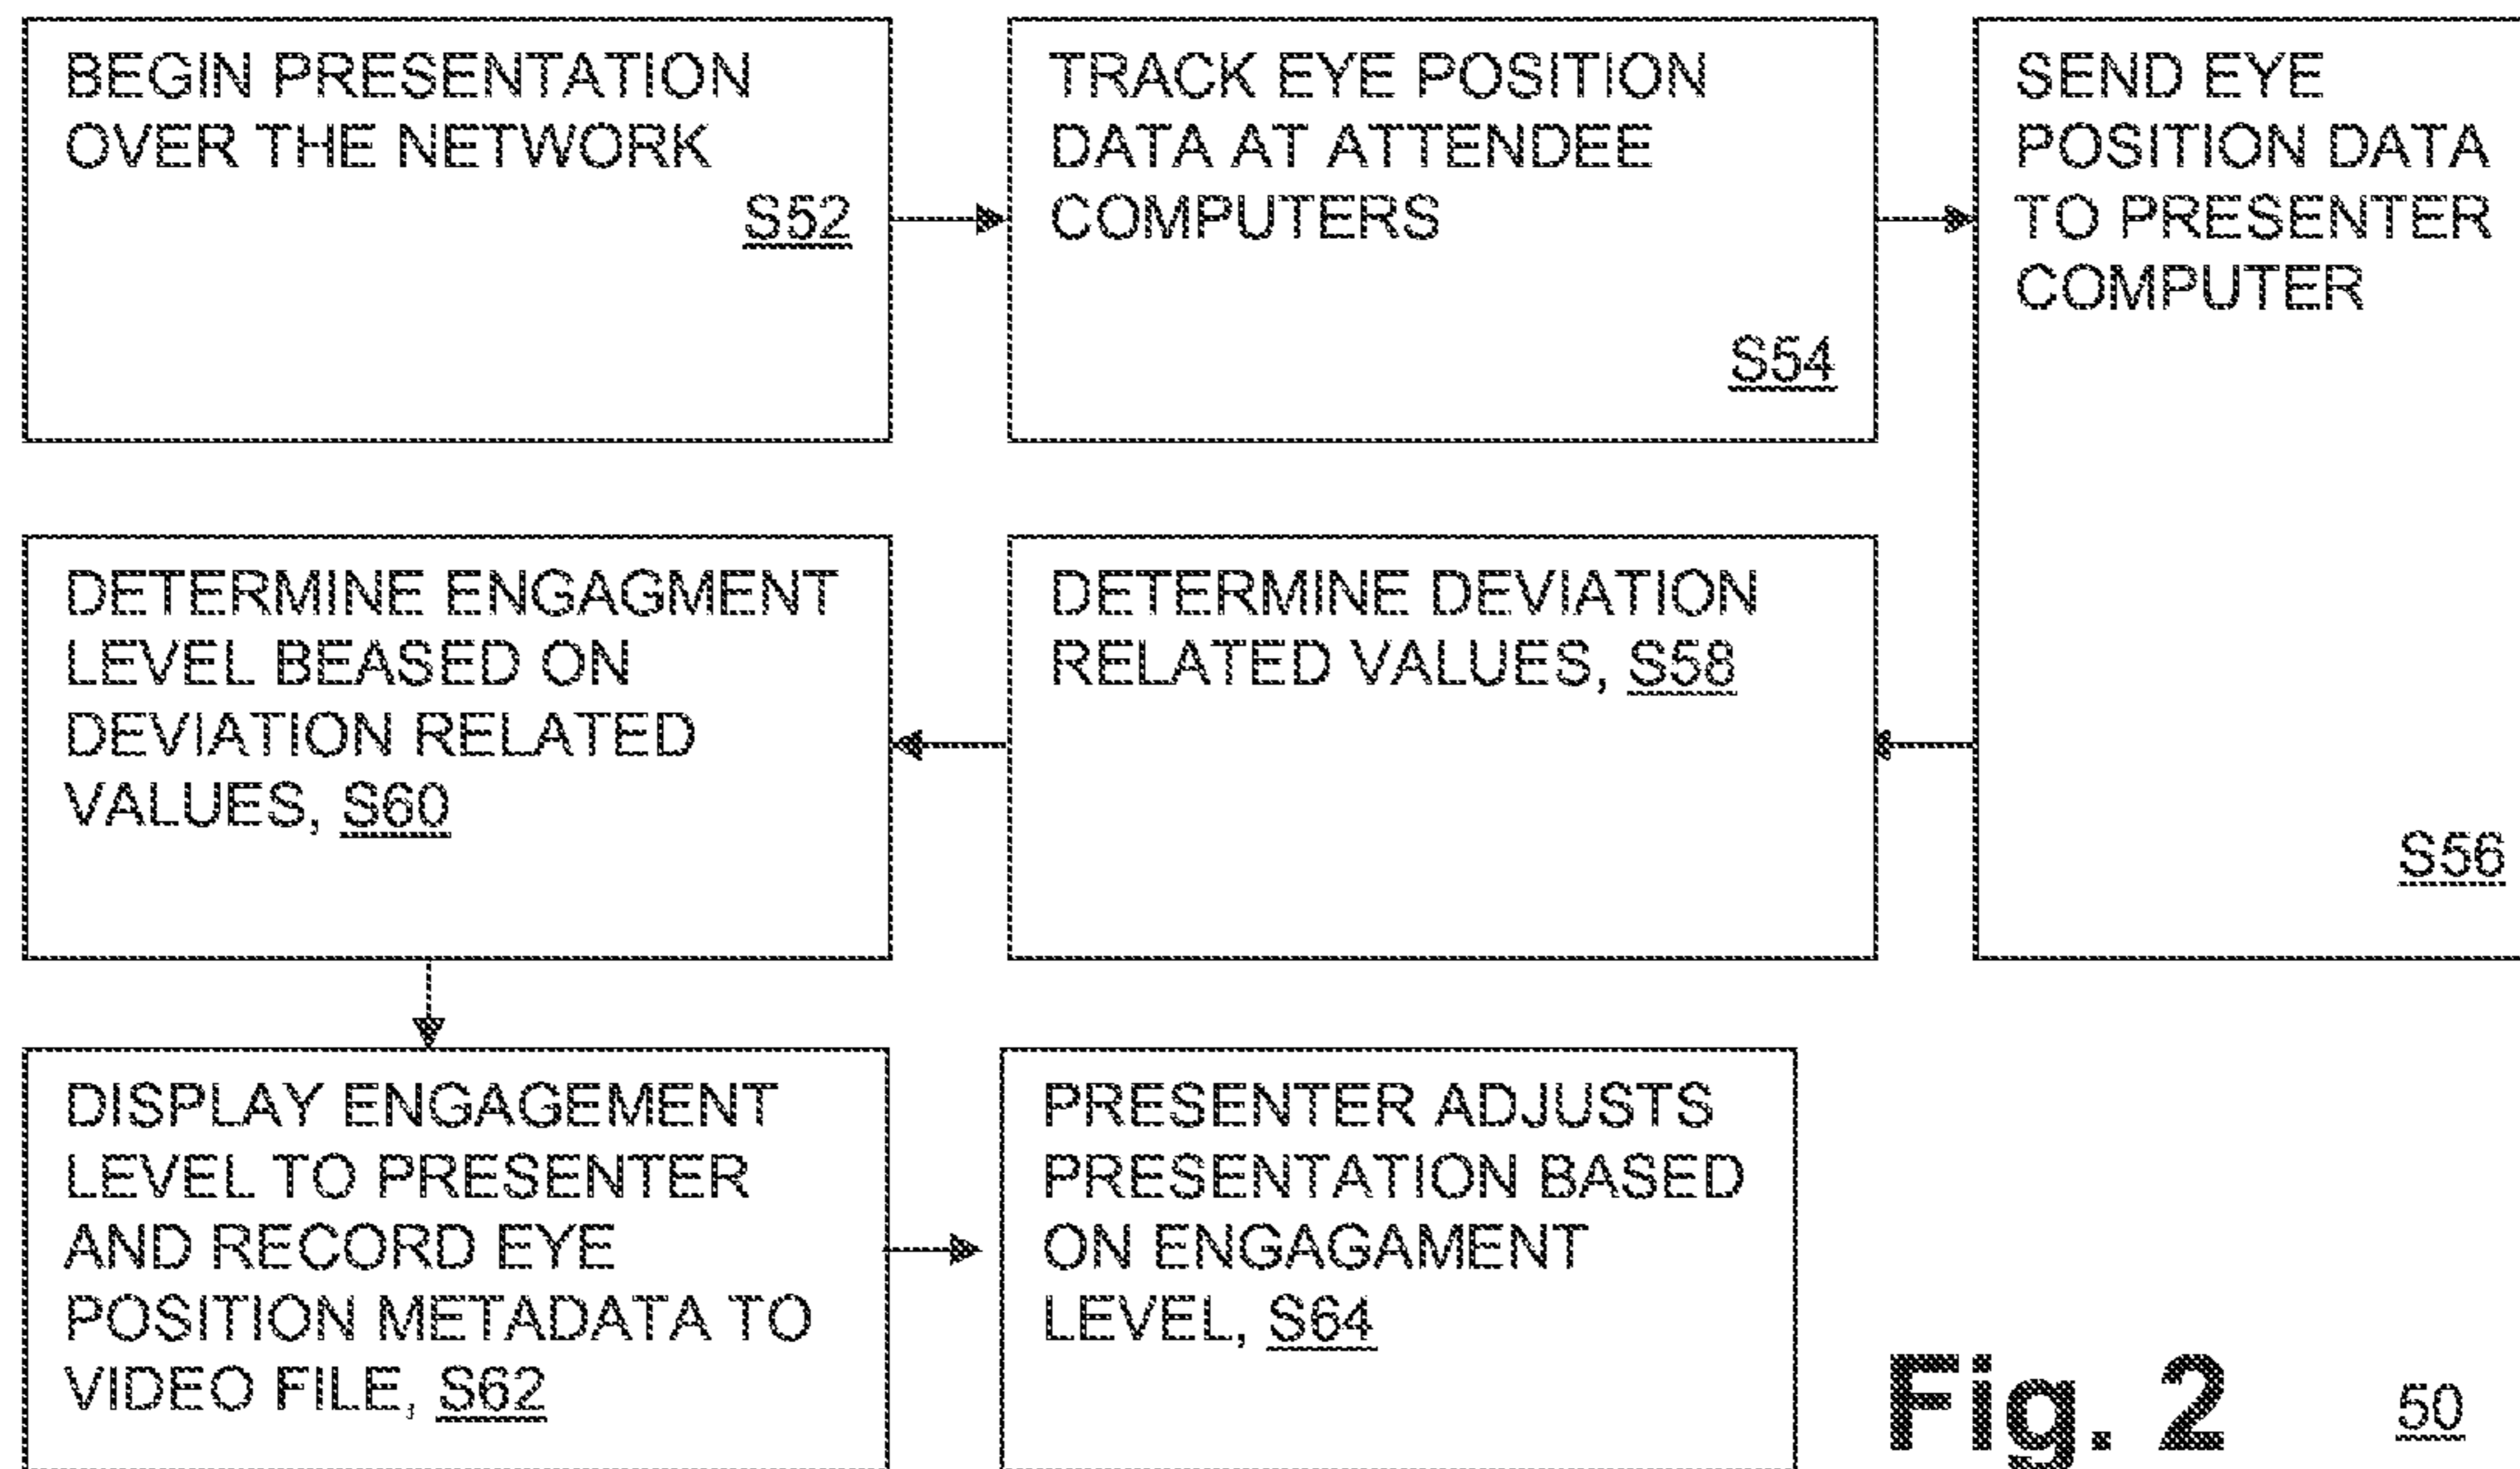 BEGIN PRESENTATION
OVER THE NETWORK
S52
TRACK EYE POSITION
DATA AT ATTENDEE
COMPUTERS
S54
SEND EYE
POSITION DATA
TO PRESENTER
COMPUTER
S56
DETERMINE DEVIATION
RELATED VALUES, S58
DETERMINE ENGAGMENT
LEVEL BEASED ON
DEVIATION RELATED
VALUES, S60
DISPLAY ENGAGEMENT
LEVEL TO PRESENTER
AND RECORD EYE
POSITION METADATA TO
VIDEO FILE, S62
PRESENTER ADJUSTS
PRESENTATION BASED
ON ENGAGAMENT
LEVEL, S64
Fig. 2
50